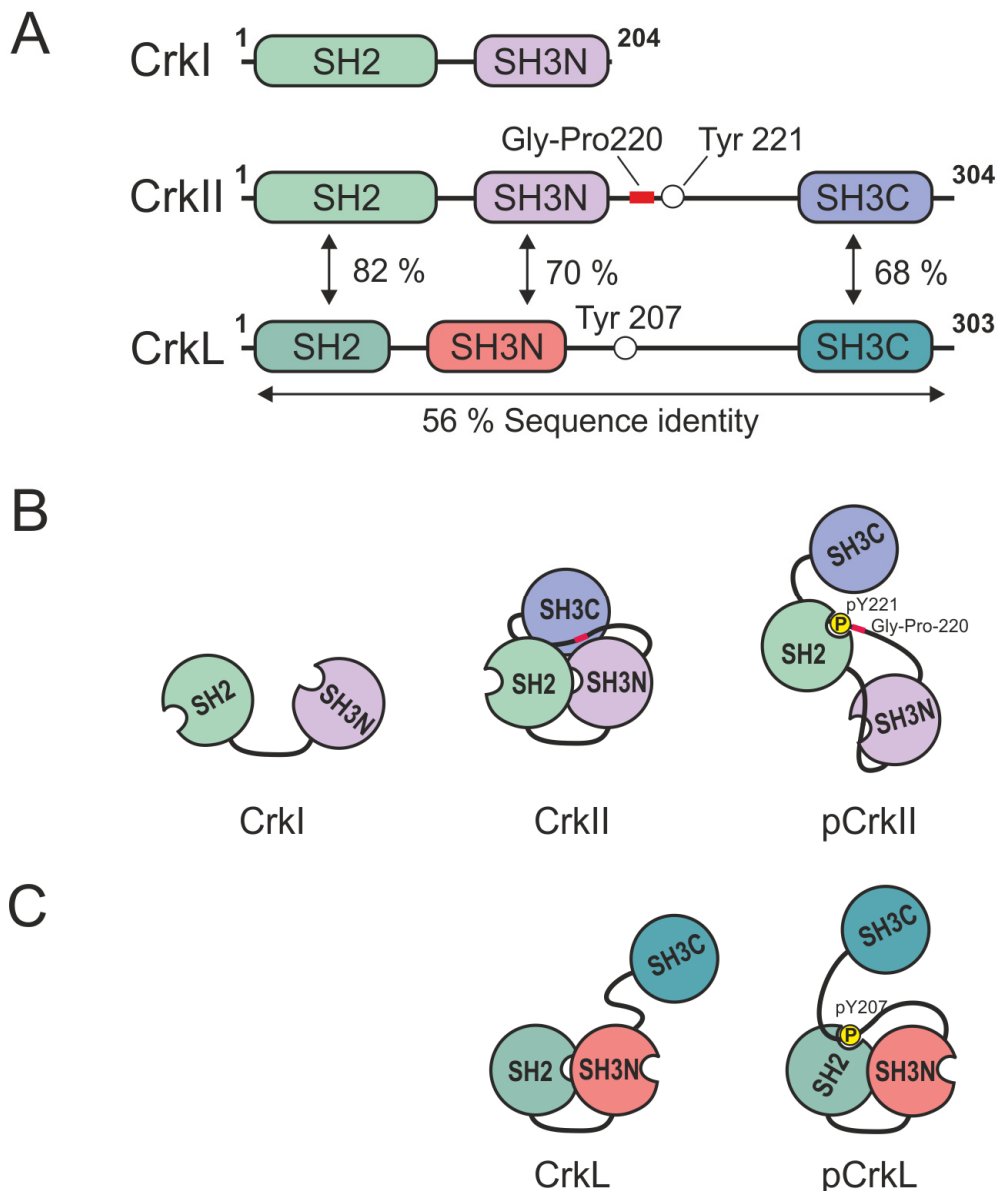 A
CrkI
1
SH2
SH3N
204
Gly-Pro220
Tyr 221
CrkII
1
SH2
SH3N
SH3C
304
82 %
70 %
68 %
Tyr 207
CrkL
1
SH2
SH3N
SH3C
303
56 % Sequence identity
B
SH2
SH3N
CrkI
SH3C
SH2
SH3N
CrkII
SH3C
pY221
P
Gly-Pro-220
SH2
SH3N
pCrkII
C
SH3C
SH2
SH3N
CrkL
SH3C
pY207
P
SH2
SH3N
pCrkL